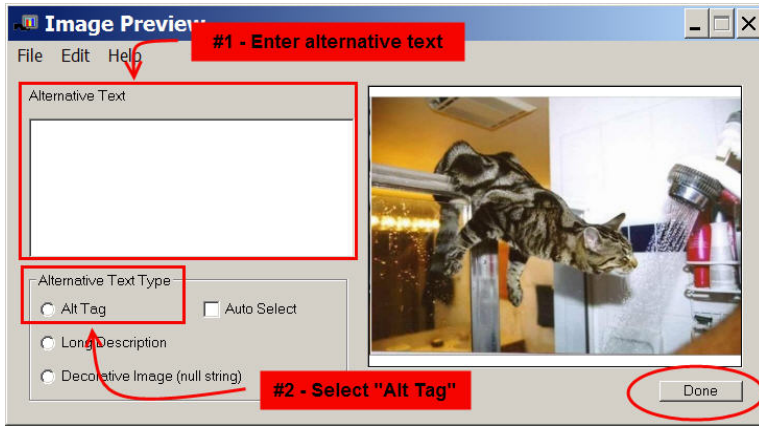 Image Preview
#1 - Enter alternative text
File Edit Help
Alternative Text
Alternative Text Type
Alt Tag
Auto Select
Long Description
Decorative Image (null string)
#2 - Select "Alt Tag"
Done